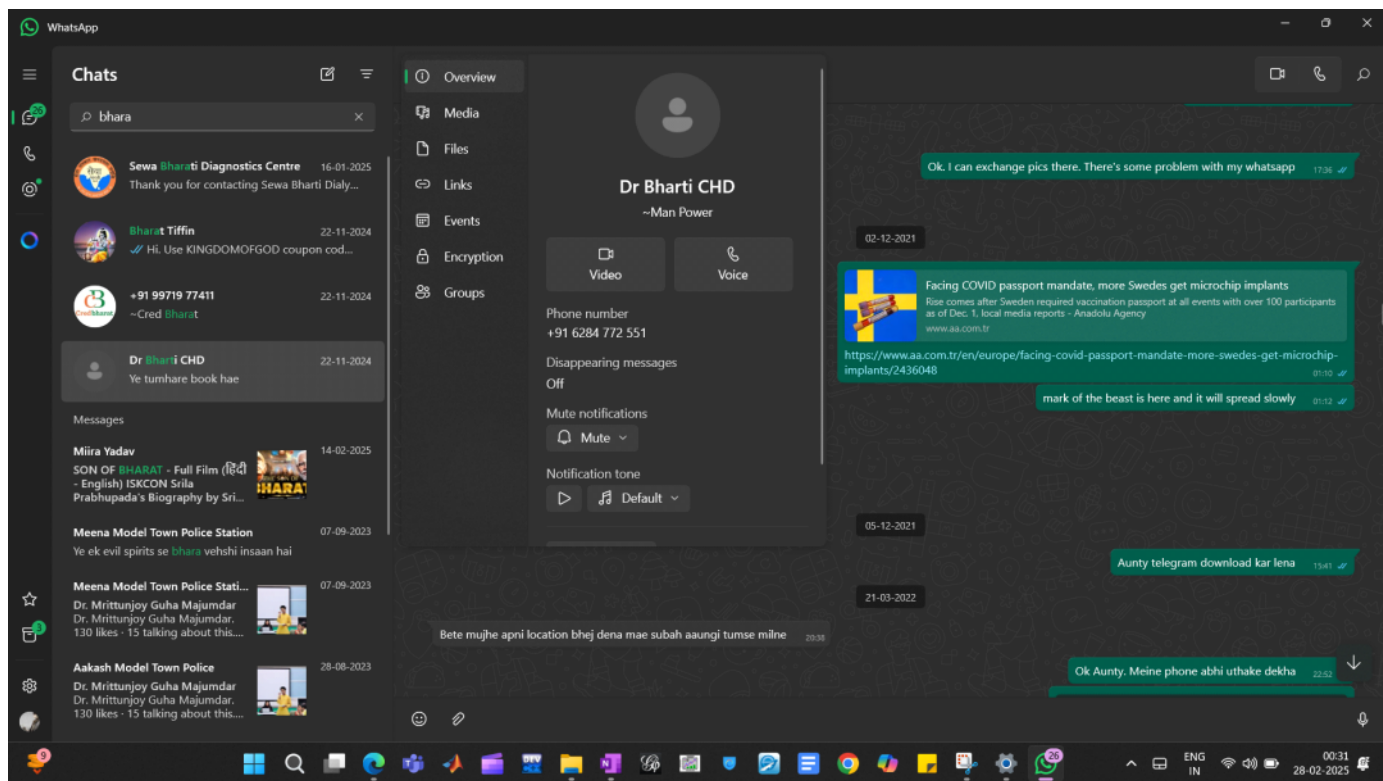 WhatsApp
Chats
bhara
Sewa Bharati Diagnostics Centre 16-01-2025
Thank you for contacting Sewa Bharti Dialy...
Bharat Tiffin 22-11-2024
Hi. Use KINGDOMOFGOD coupon cod...
+91 99719 77411 22-11-2024
~Cred Bharat
Dr Bharti CHD 22-11-2024
Ye tumhare book hae
Messages
Miira Yadav 14-02-2025
SON OF BHARAT - Full Film (हिंदी
- English) ISKCON Srila
Prabhupada's Biography by Sri...
Meena Model Town Police Station 07-09-2023
Ye ek evil spirits se bhara vehshi insaan hai
Meena Model Town Police Stati... 07-09-2023
Dr. Mrittunjoy Guha Majumdar
Dr. Mrittunjoy Guha Majumdar.
130 likes · 15 talking about this....
Aakash Model Town Police 28-08-2023
Dr. Mrittunjoy Guha Majumdar
Dr. Mrittunjoy Guha Majumdar.
130 likes · 15 talking about this....
Overview
Media
Files
Links
Events
Encryption
Groups
Dr Bharti CHD
~Man Power
Video
Voice
Phone number
+91 6284 772 551
Disappearing messages
Off
Mute notifications
Mute
Notification tone
Default
Ok. I can exchange pics there. There's some problem with my whatsapp 17:36
02-12-2021
Facing COVID passport mandate, more Swedes get microchip implants
Rise comes after Sweden required vaccination passport at all events with over 100 participants
as of Dec. 1, local media reports - Anadolu Agency
www.aa.com.tr
https://www.aa.com.tr/en/europe/facing-covid-passport-mandate-more-swedes-get-microchip-
implants/2436048 01:10
mark of the beast is here and it will spread slowly 01:12
05-12-2021
Aunty telegram download kar lena 15:41
21-03-2022
Bete mujhe apni location bhej dena mae subah aaungi tumse milne 20:38
Ok Aunty. Meine phone abhi uthake dekha 22:52
ENG
IN
00:31
28-02-2025